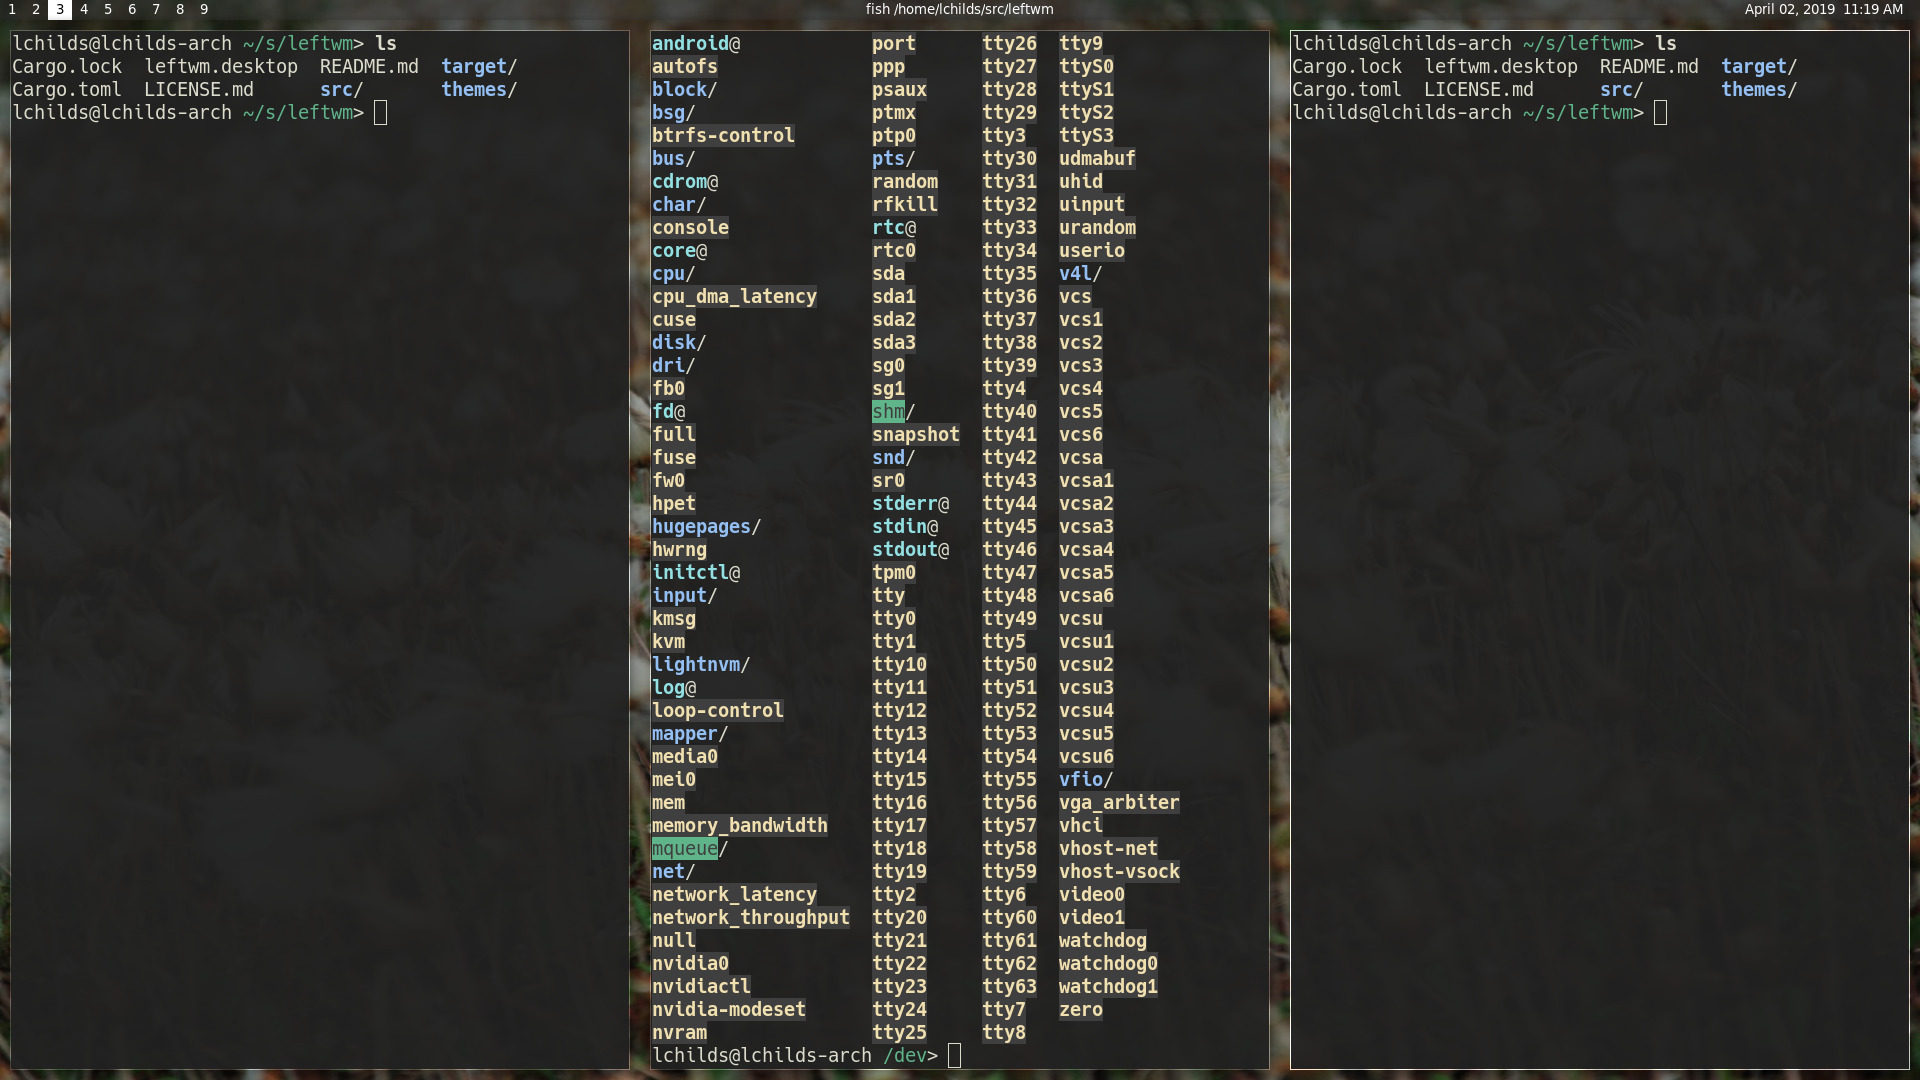 1 2 3 4 5 6 7 8 9 fish /home/lchilds/src/leftwm April 02, 2019 11:19 AM
lchilds@lchilds-arch ~/s/leftwm> ls
Cargo.lock leftwm.desktop README.md target/
Cargo.toml LICENSE.md src/ themes/
lchilds@lchilds-arch ~/s/leftwm>
android@ port tty26 tty9
autofs ppp tty27 ttyS0
block/ psaux tty28 ttyS1
bsg/ ptmx tty29 ttyS2
btrfs-control ptp0 tty3 ttyS3
bus/ pts/ tty30 udmabuf
cdrom@ random tty31 uhid
char/ rfkill tty32 uinput
console rtc@ tty33 urandom
core@ rtc0 tty34 userio
cpu/ sda tty35 v4l/
cpu_dma_latency sda1 tty36 vcs
cuse sda2 tty37 vcs1
disk/ sda3 tty38 vcs2
dri/ sg0 tty39 vcs3
fb0 sg1 tty4 vcs4
fd@ shm/ tty40 vcs5
full snapshot tty41 vcs6
fuse snd/ tty42 vcsa
fw0 sr0 tty43 vcsa1
hpet stderr@ tty44 vcsa2
hugepages/ stdin@ tty45 vcsa3
hwrng stdout@ tty46 vcsa4
initctl@ tpm0 tty47 vcsa5
input/ tty tty48 vcsa6
kmsg tty0 tty49 vcsu
kvm tty1 tty5 vcsu1
lightnvm/ tty10 tty50 vcsu2
log@ tty11 tty51 vcsu3
loop-control tty12 tty52 vcsu4
mapper/ tty13 tty53 vcsu5
media0 tty14 tty54 vcsu6
mei0 tty15 tty55 vfio/
mem tty16 tty56 vga_arbiter
memory_bandwidth tty17 tty57 vhci
mqueue/ tty18 tty58 vhost-net
net/ tty19 tty59 vhost-vsock
network_latency tty2 tty6 video0
network_throughput tty20 tty60 video1
null tty21 tty61 watchdog
nvidia0 tty22 tty62 watchdog0
nvidiactl tty23 tty63 watchdog1
nvidia-modeset tty24 tty7 zero
nvram tty25 tty8
lchilds@lchilds-arch /dev>
lchilds@lchilds-arch ~/s/leftwm> ls
Cargo.lock leftwm.desktop README.md target/
Cargo.toml LICENSE.md src/ themes/
lchilds@lchilds-arch ~/s/leftwm>